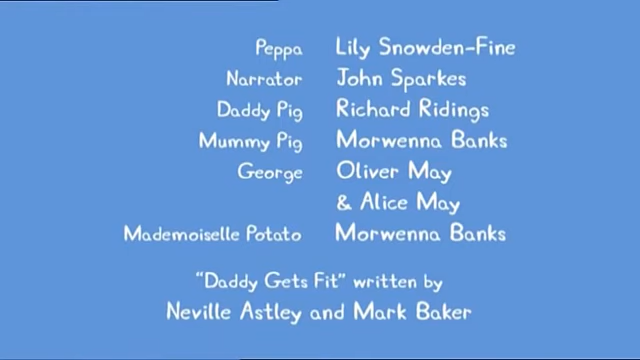 Peppa Lily Snowden-Fine
Narrator John Sparkes
Daddy Pig Richard Ridings
Mummy Pig Morwenna Banks
George Oliver May
& Alice May
Mademoiselle Potato Morwenna Banks
"Daddy Gets Fit" written by
Neville Astley and Mark Baker